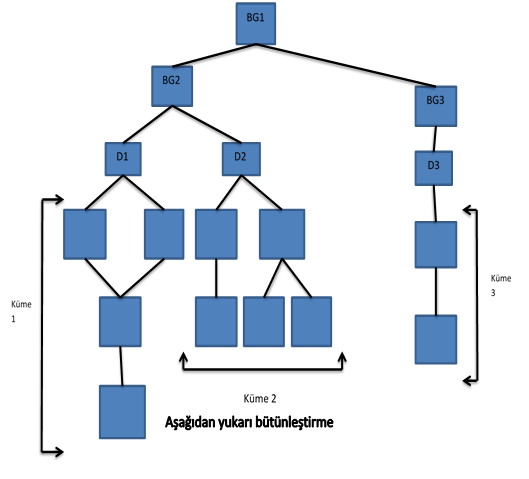 BG1
BG2
BG3
D1
D2
D3
Küme
1
Küme
3
Küme 2
Aşağıdan yukarı bütünleştirme